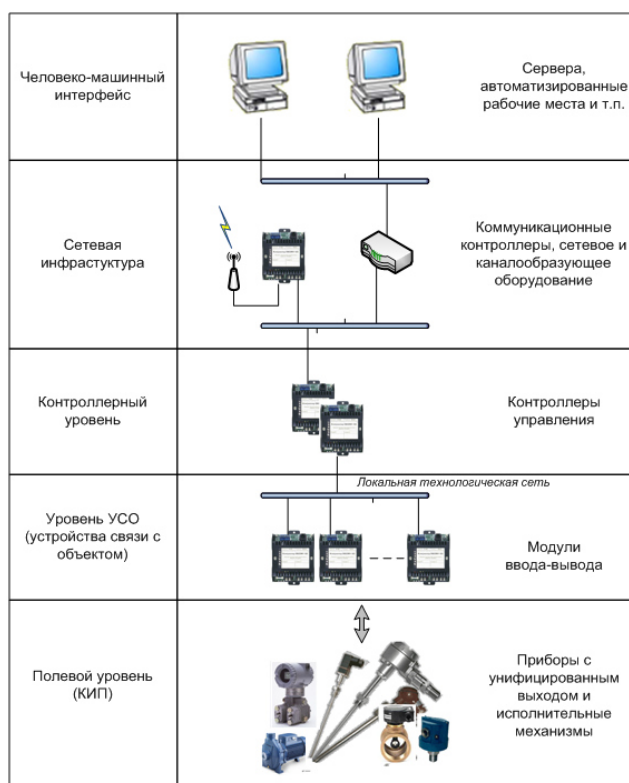 Человеко-машинный
интерфейс
Сервера,
автоматизированные
рабочие места и т.п.
Сетевая
инфрастуктура
Коммуникационные
контроллеры, сетевое и
каналообразующее
оборудование
Контроллерный
уровень
Контроллеры
управления
Локальная технологическая сеть
Уровень УСО
(устройства связи с
объектом)
Модули
ввода-вывода
Полевой уровень
(КИП)
Приборы с
унифицированным
выходом и
исполнительные
механизмы